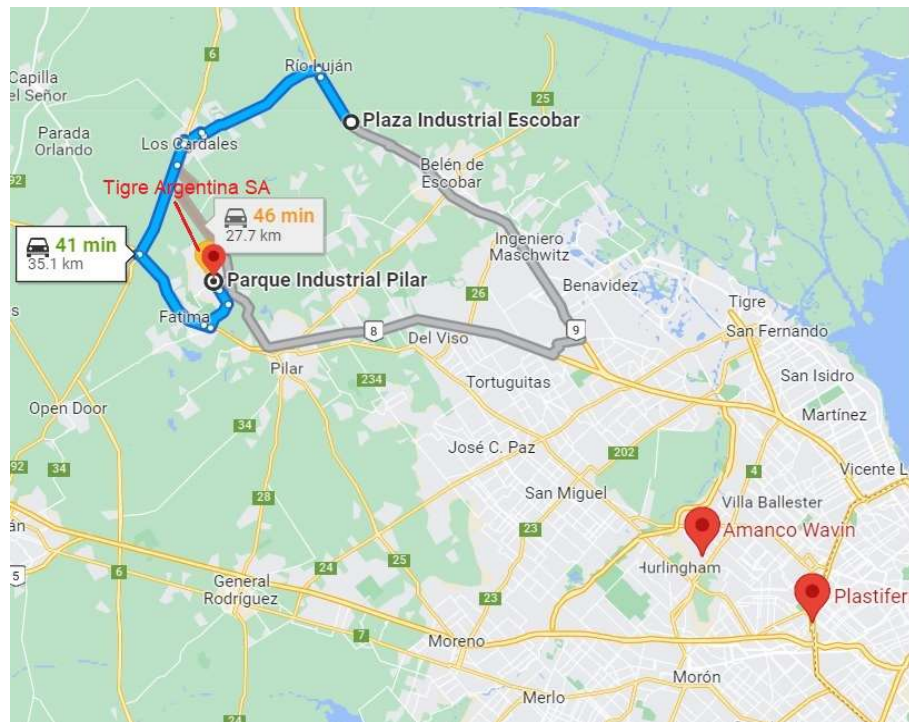 6
Río Luján
Capilla
el Señor
Plaza Industrial Escobar
25
Parada
Orlando
Los Cardales
Belén de
Escobar
92
Tigre Argentina SA
46 min
27.7 km
41 min
35.1 km
Ingeniero
Maschwitz
Parque Industrial Pilar
Benavidez
26
Tigre
Fatima
8
9
San Fernando
Del Viso
Pilar
234
Tortuguitas
San Isidro
Open Door
Martínez
34
José C. Paz
92
34
202
4
Vicente L
28
San Miguel
Villa Ballester
23
Amanco Wavin
25
Hurlingham
5
6
24
General
Rodríguez
23
Plastifer
7
Moreno
Morón
Merlo
24